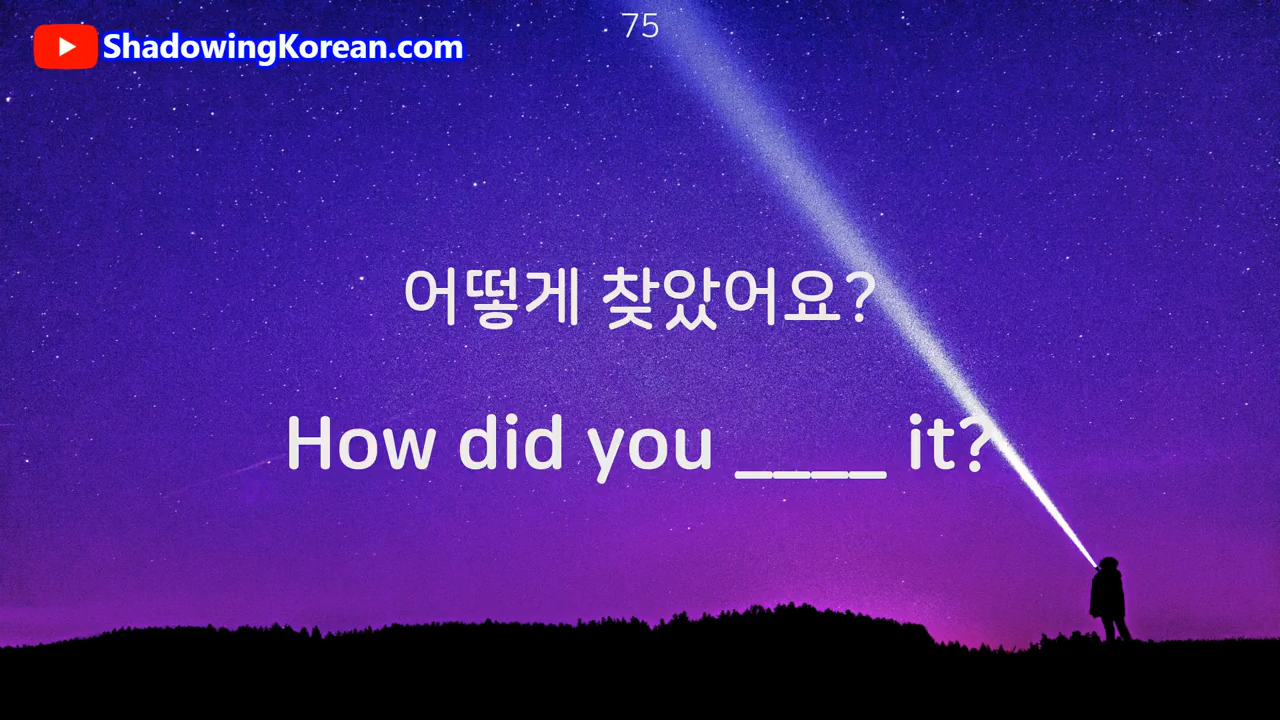 75
ShadowingKorean.com
어떻게 찾았어요?
How did you ____ it?